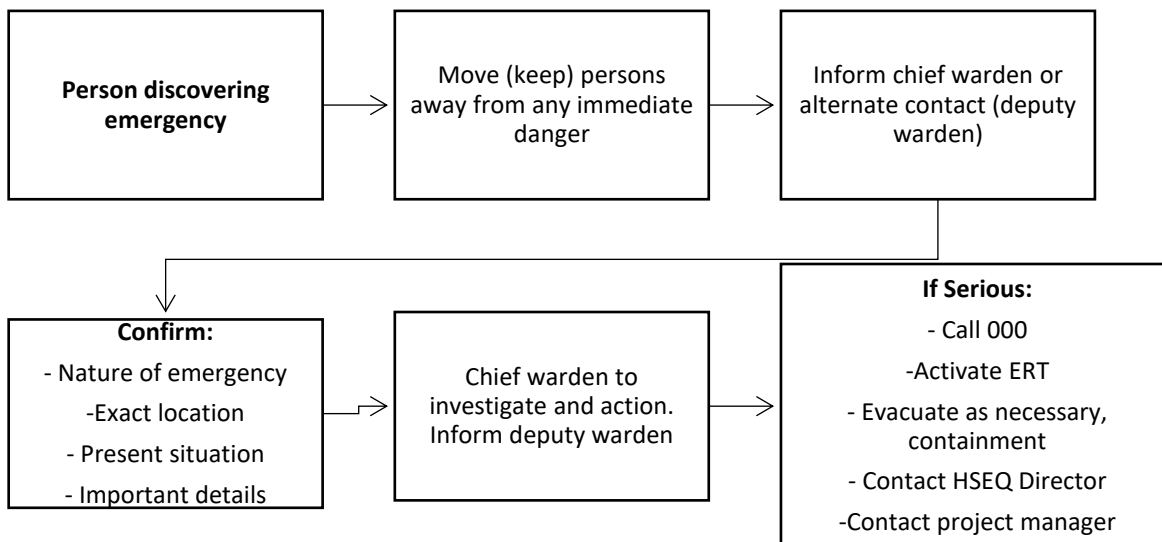 Person discovering
emergency
Move (keep) persons
away from any immediate
danger
Inform chief warden or
alternate contact (deputy
warden)
Confirm:
- Nature of emergency
-Exact location
- Present situation
- Important details
Chief warden to
investigate and action.
Inform deputy warden
If Serious:
- Call 000
-Activate ERT
- Evacuate as necessary,
containment
- Contact HSEQ Director
-Contact project manager